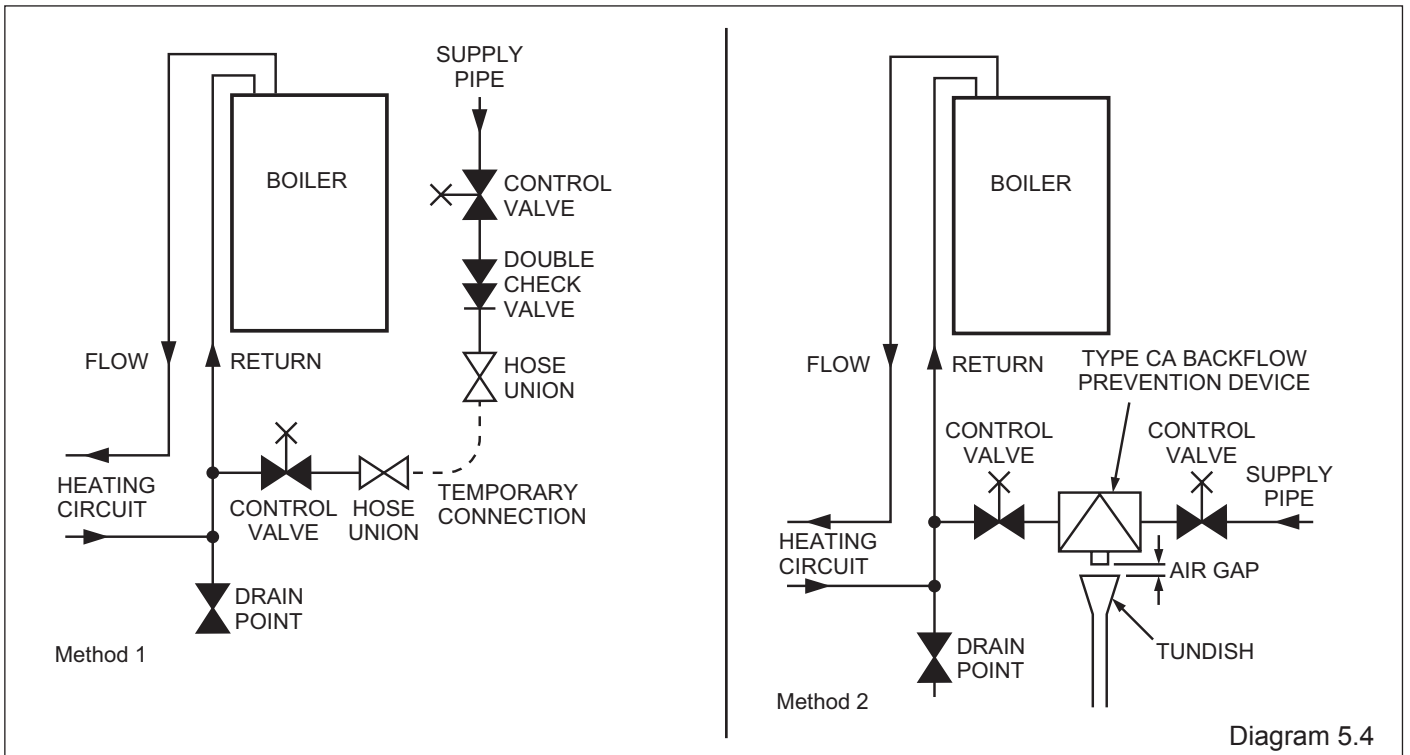 SUPPLY
PIPE
BOILER
CONTROL
VALVE
DOUBLE
CHECK
VALVE
FLOW
RETURN
HOSE
UNION
HEATING
CIRCUIT
CONTROL
VALVE
HOSE
UNION
TEMPORARY
CONNECTION
DRAIN
POINT
Method 1
BOILER
FLOW
RETURN
TYPE CA BACKFLOW
PREVENTION DEVICE
CONTROL
VALVE
CONTROL
VALVE
SUPPLY
PIPE
HEATING
CIRCUIT
AIR GAP
TUNDISH
DRAIN
POINT
Method 2
Diagram 5.4